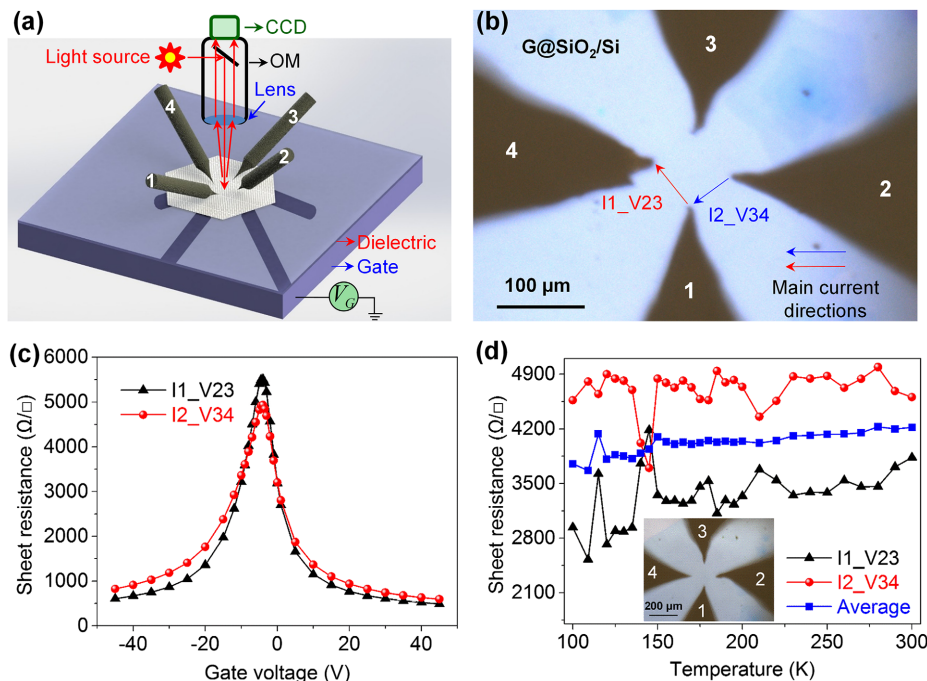 (a)
CCD
Light source
OM
Lens
4
3
2
1
Dielectric
Gate
V_G
(b)
G@SiO₂/Si
3
4
2
I1_V23
I2_V34
1
100 µm
Main current
directions
(c)
6000
5000
4000
3000
2000
1000
0
Sheet resistance (Ω/□)
I1_V23
I2_V34
-40
-20
0
20
40
Gate voltage (V)
(d)
4900
4200
3500
2800
2100
Sheet resistance (Ω/□)
3
4
2
1
200 µm
I1_V23
I2_V34
Average
100
150
200
250
300
Temperature (K)